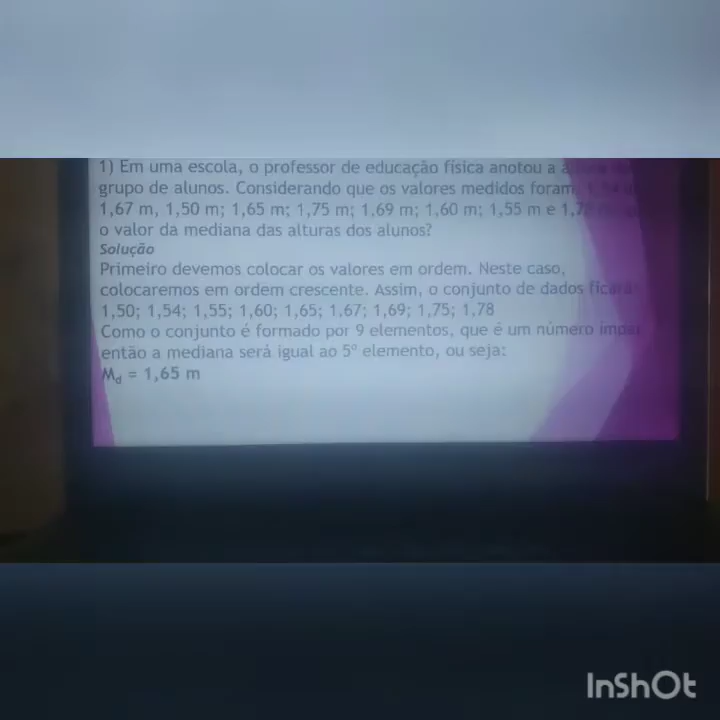 1) Em uma escola, o professor de educação física anotou a
grupo de alunos. Considerando que os valores medidos foram
1,67 m, 1,50 m; 1,65 m; 1,75 m; 1,69 m; 1,60 m; 1,55 m e
o valor da mediana das alturas dos alunos?
Solução
Primeiro devemos colocar os valores em ordem. Neste caso,
colocaremos em ordem crescente. Assim, o conjunto de dados
1,50; 1,54; 1,55; 1,60; 1,65; 1,67; 1,69; 1,75; 1,78
Como o conjunto é formado por 9 elementos, que é um número
então a mediana será igual ao 5º elemento, ou seja:
Md = 1,65 m
InShOt